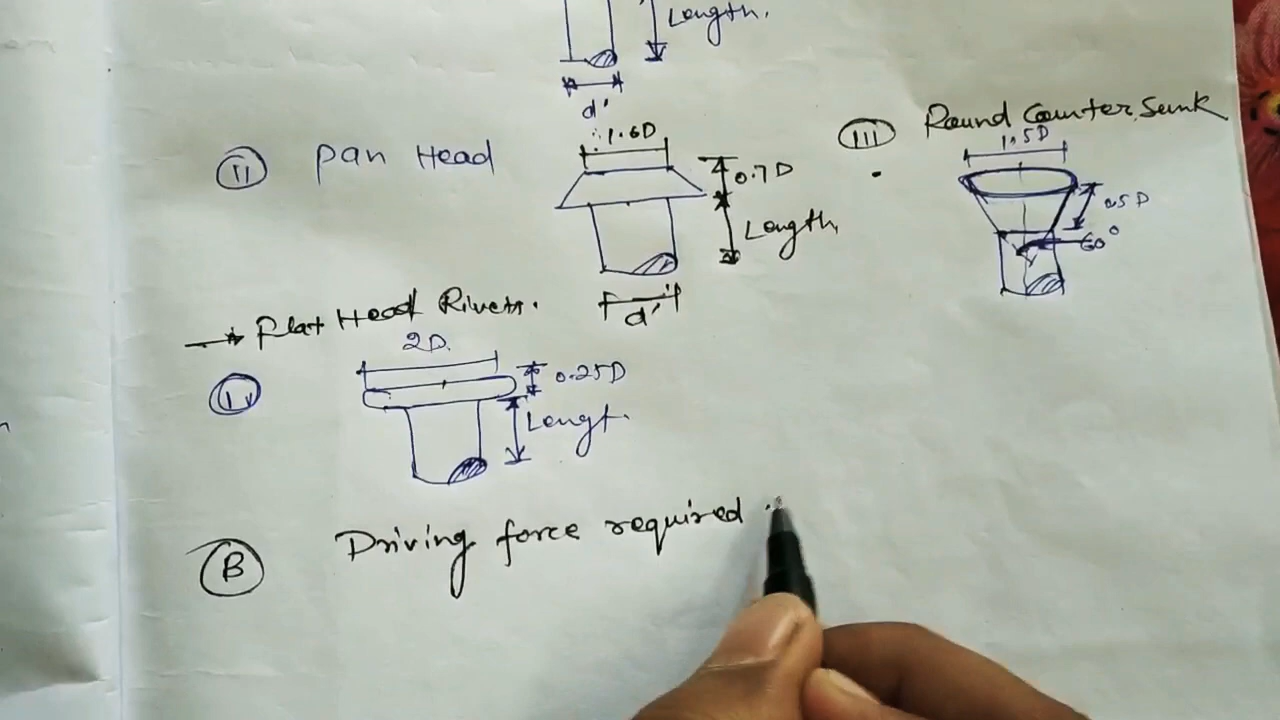 Length.
d'
(II) Pan Head
1.6D
0.7D
Length,
d'
(III) Round Counter Sunk
1.5D
0.5D
60°
→ Flat Head Rivets.
(IV)
2D.
0.25D
Lengt.
(B) Driving force required